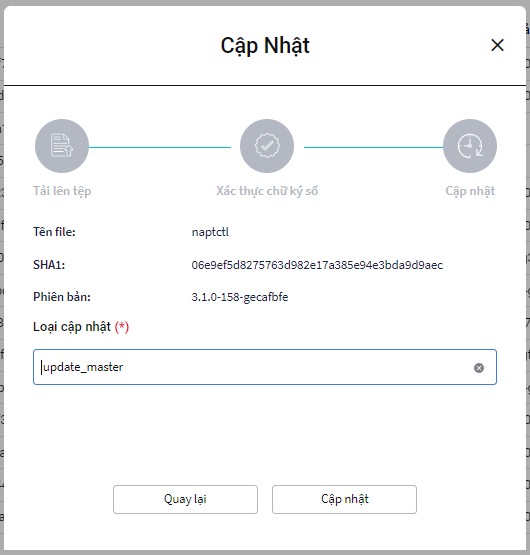 Cập Nhật
Tải lên tệp
Xác thực chữ ký số
Cập nhật
Tên file: naptctl
SHA1: 06e9ef5d8275763d982e17a385e94e3bda9d9aec
Phiên bản: 3.1.0-158-gecafbfe
Loại cập nhật (*)
update_master
Quay lại
Cập nhật